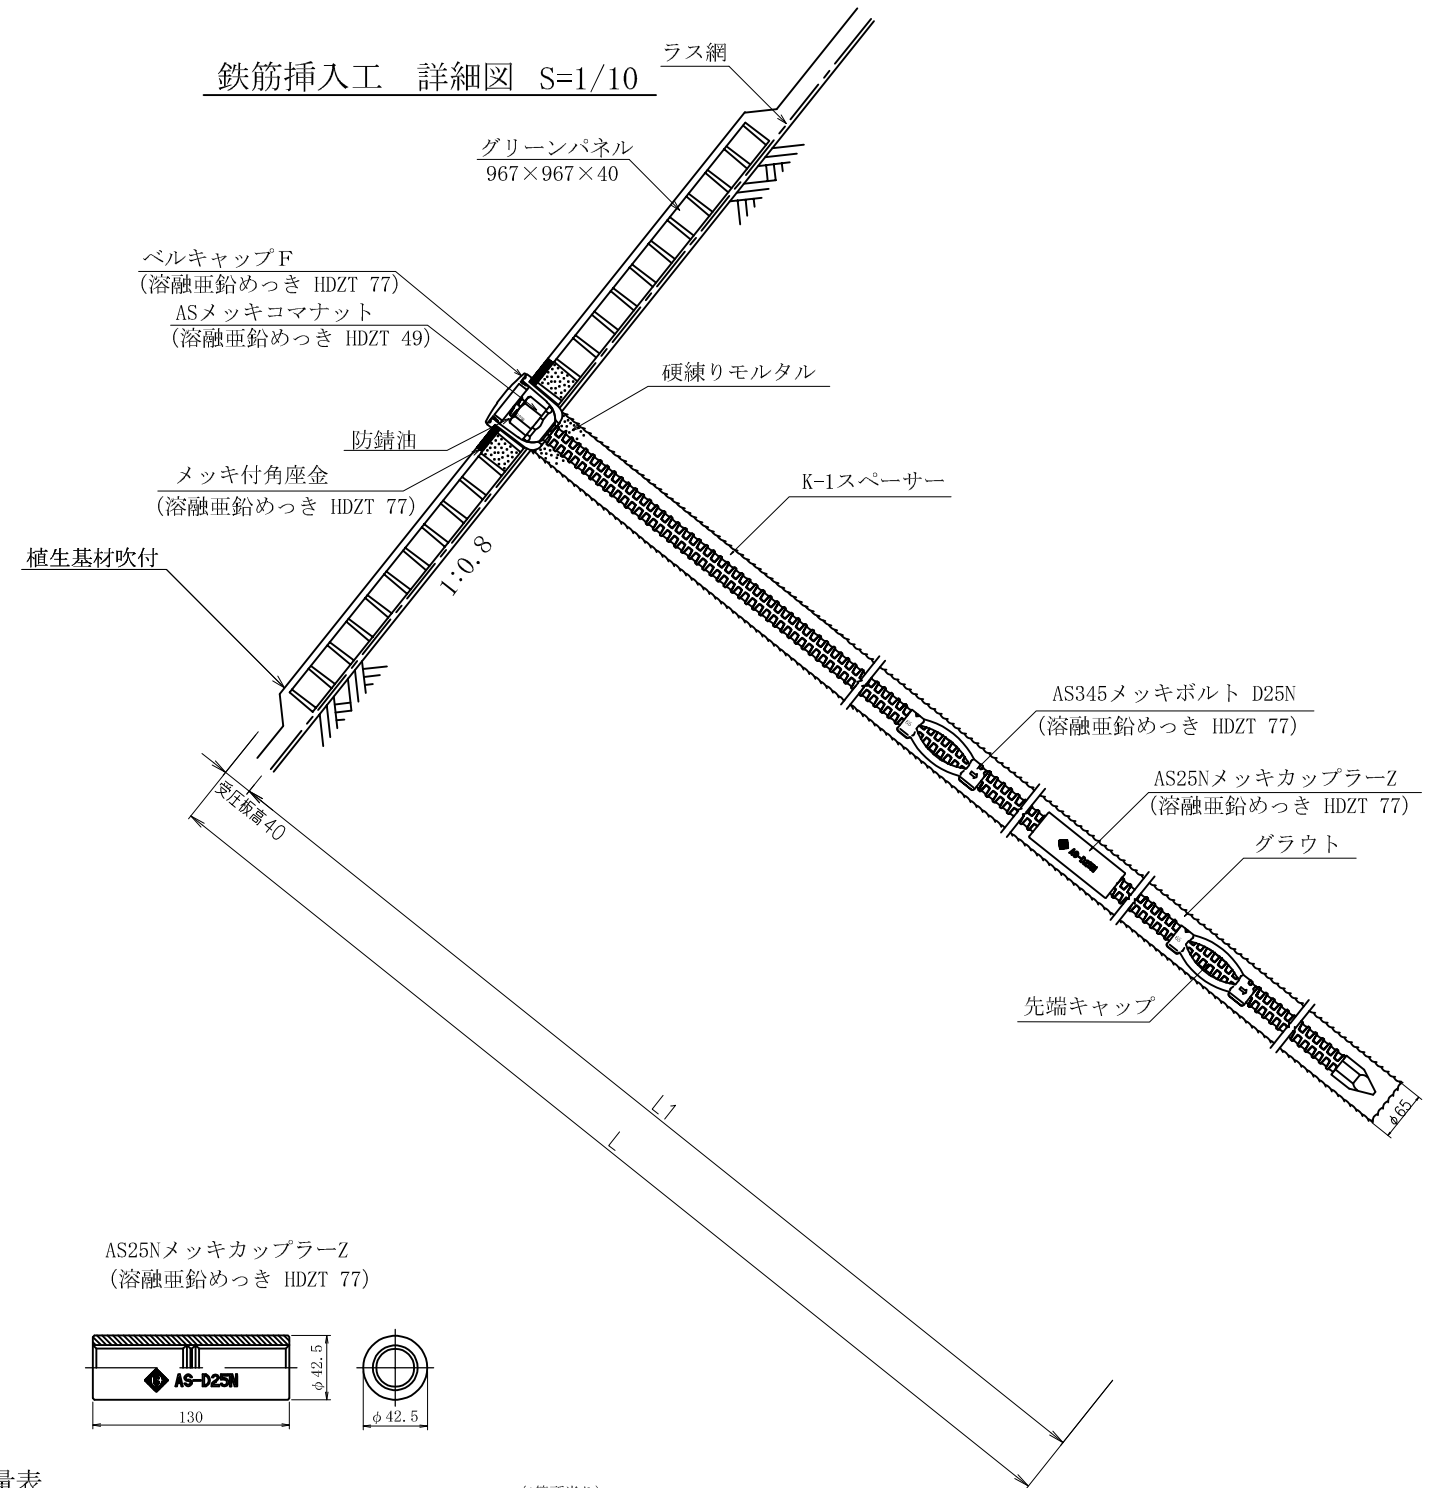 鉄筋挿入工　詳細図　S=1/10
ラス網
グリーンパネル
967×967×40
ベルキャップF
(溶融亜鉛めっき HDZT 77)
ASメッキコマナット
(溶融亜鉛めっき HDZT 49)
硬練りモルタル
防錆油
メッキ付角座金
(溶融亜鉛めっき HDZT 77)
K-1スペーサー
植生基材吹付
1:0.8
AS345メッキボルト D25N
(溶融亜鉛めっき HDZT 77)
AS25NメッキカップラーZ
(溶融亜鉛めっき HDZT 77)
グラウト
AS-D25N
受圧板高40
先端キャップ
φ65
L1
L
AS25NメッキカップラーZ
(溶融亜鉛めっき HDZT 77)
AS-D25N
φ42.5
130
φ42.5
量表